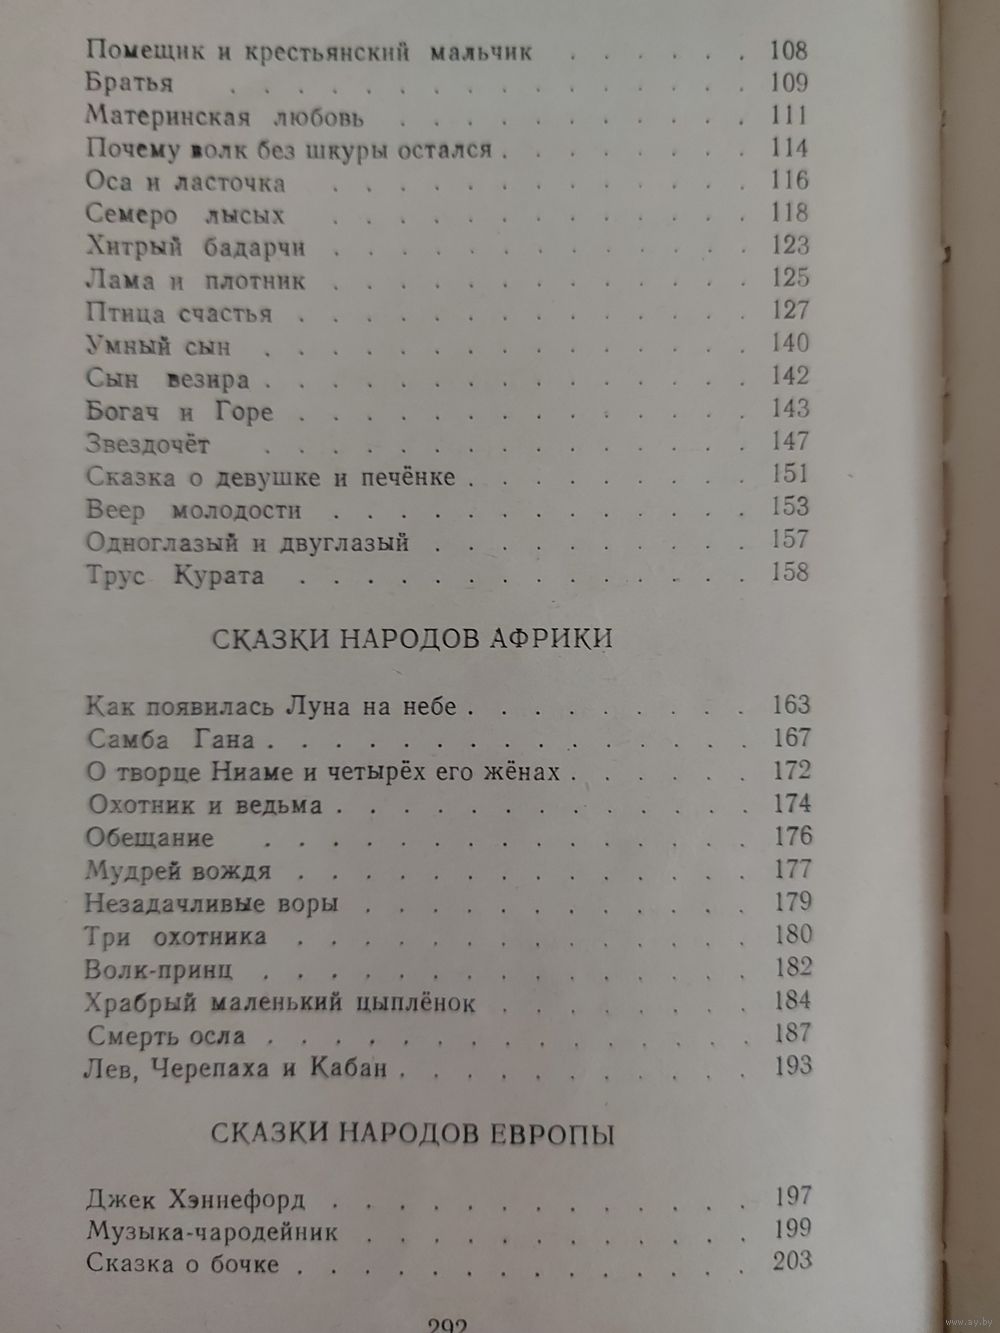 Помещик и крестьянский мальчик . . . . . . 108
Братья . . . . . . . . . . . . . . . . 109
Материнская любовь . . . . . . . . . . . 111
Почему волк без шкуры остался . . . . . . . . 114
Оса и ласточка . . . . . . . . . . . . . 116
Семеро лысых . . . . . . . . . . . . . 118
Хитрый бадарчи . . . . . . . . . . . . . 123
Лама и плотник . . . . . . . . . . . . . 125
Птица счастья . . . . . . . . . . . . . . 127
Умный сын . . . . . . . . . . . . . . . 140
Сын везира . . . . . . . . . . . . . . . 142
Богач и Горе . . . . . . . . . . . . . . 143
Звездочёт . . . . . . . . . . . . . . . 147
Сказка о девушке и печёнке . . . . . . . . . 151
Веер молодости . . . . . . . . . . . . . 153
Одноглазый и двуглазый . . . . . . . . . . 157
Трус Курата . . . . . . . . . . . . . . 158
СКАЗКИ НАРОДОВ АФРИКИ
Как появилась Луна на небе . . . . . . . . . 163
Самба Гана . . . . . . . . . . . . . . . 167
О творце Ниаме и четырёх его жёнах . . . . . . 172
Охотник и ведьма . . . . . . . . . . . . . 174
Обещание . . . . . . . . . . . . . . . 176
Мудрей вождя . . . . . . . . . . . . . . 177
Незадачливые воры . . . . . . . . . . . . 179
Три охотника . . . . . . . . . . . . . . 180
Волк-принц . . . . . . . . . . . . . . . 182
Храбрый маленький цыплёнок . . . . . . . . 184
Смерть осла . . . . . . . . . . . . . . . 187
Лев, Черепаха и Кабан . . . . . . . . . . . 193
СКАЗКИ НАРОДОВ ЕВРОПЫ
Джек Хэннефорд . . . . . . . . . . . . . 197
Музыка-чародейник . . . . . . . . . . . . 199
Сказка о бочке . . . . . . . . . . . . . . 203
292
www.ay.by